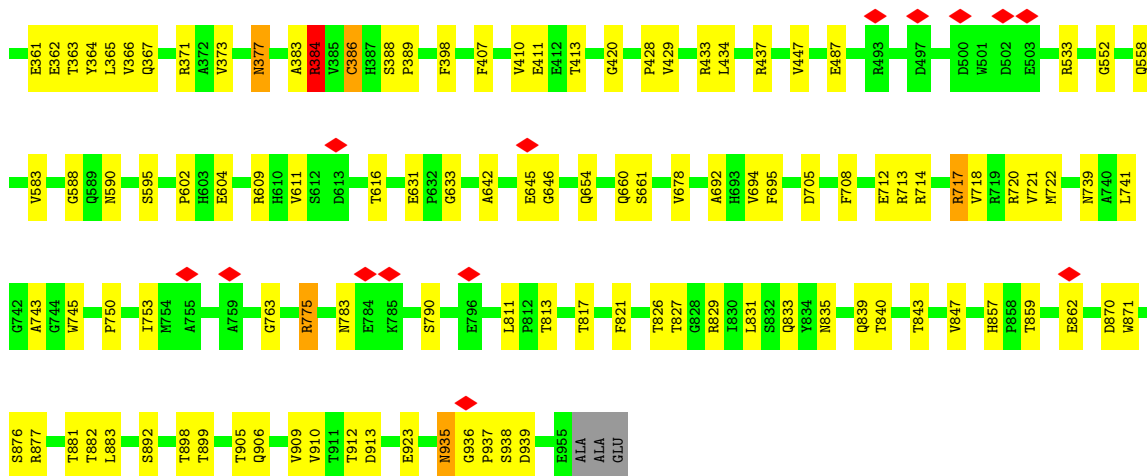 E361 E362 T363 Y364 L365 V366 Q367 R371 A372 V373 N377 A383 R384 V385 C386 H387 S388 P389 F398 F407 V410 E411 E412 T413 G420 P428 V429 R433 L434 R437 V447 E487 R493 D497 D500 W501 D502 E503 R533 G552 Q558
V583 G588 Q589 N590 S595 P602 H603 E604 R609 H610 V611 S612 D613 T616 E631 P632 G633 A642 E645 G646 Q654 Q660 S661 V678 A692 H693 V694 F695 D705 F708 E712 R713 R714 R717 V718 R719 R720 V721 M722 N739 A740 L741
G742 A743 G744 W745 P750 I753 M754 A755 A759 G763 R775 N783 E784 K785 S790 E796 L811 P812 T813 T817 F821 T826 T827 G828 R829 I830 L831 S832 Q833 Y834 N835 Q839 T840 T843 V847 H857 P858 T859 E862 D870 W871
S876 R877 T881 T882 L883 S892 T898 T899 T905 Q906 V909 V910 T911 T912 D913 E923 N935 G936 P937 S938 D939 E955 ALA ALA GLU